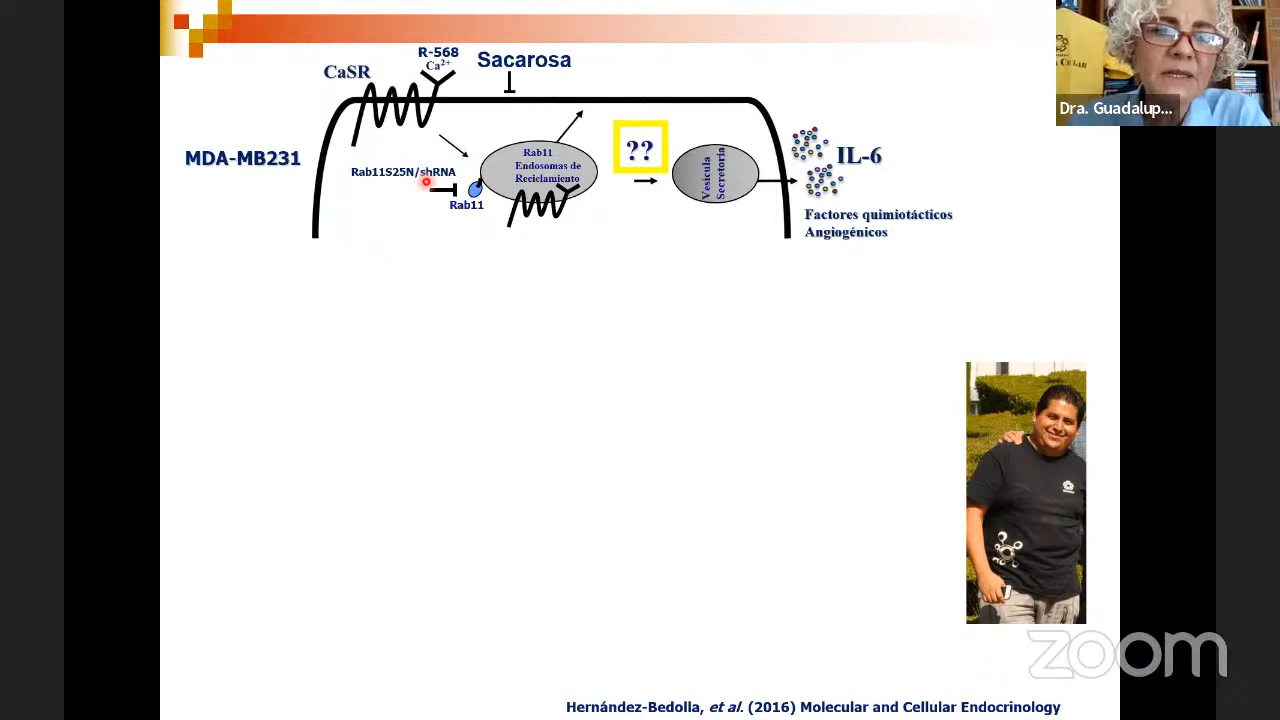 R-568
Ca2+
Sacarosa
CaSR
Dra. Guadalup...
MDA-MB231
Rab11S25N/shRNA
Rab11
Rab11
Endosomas de
Reciclamiento
??
Vesicula
Secretoria
IL-6
Factores quimiotácticos
Angiogénicos
zoom
Hernández-Bedolla, et al. (2016) Molecular and Cellular Endocrinology